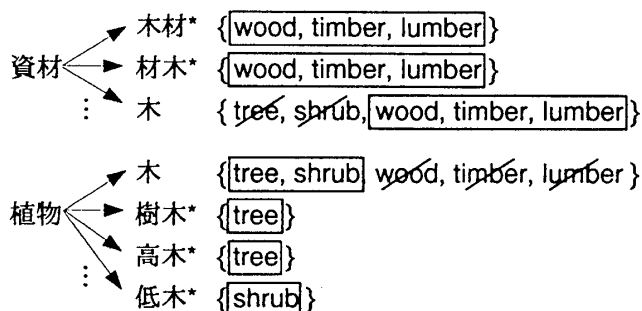 木材* {wood, timber, lumber}
資材 材木* {wood, timber, lumber}
⋮ 木 {tree, shrub, wood, timber, lumber}
木 {tree, shrub, wood, timber, lumber}
植物 樹木* {tree}
高木* {tree}
⋮ 低木* {shrub}